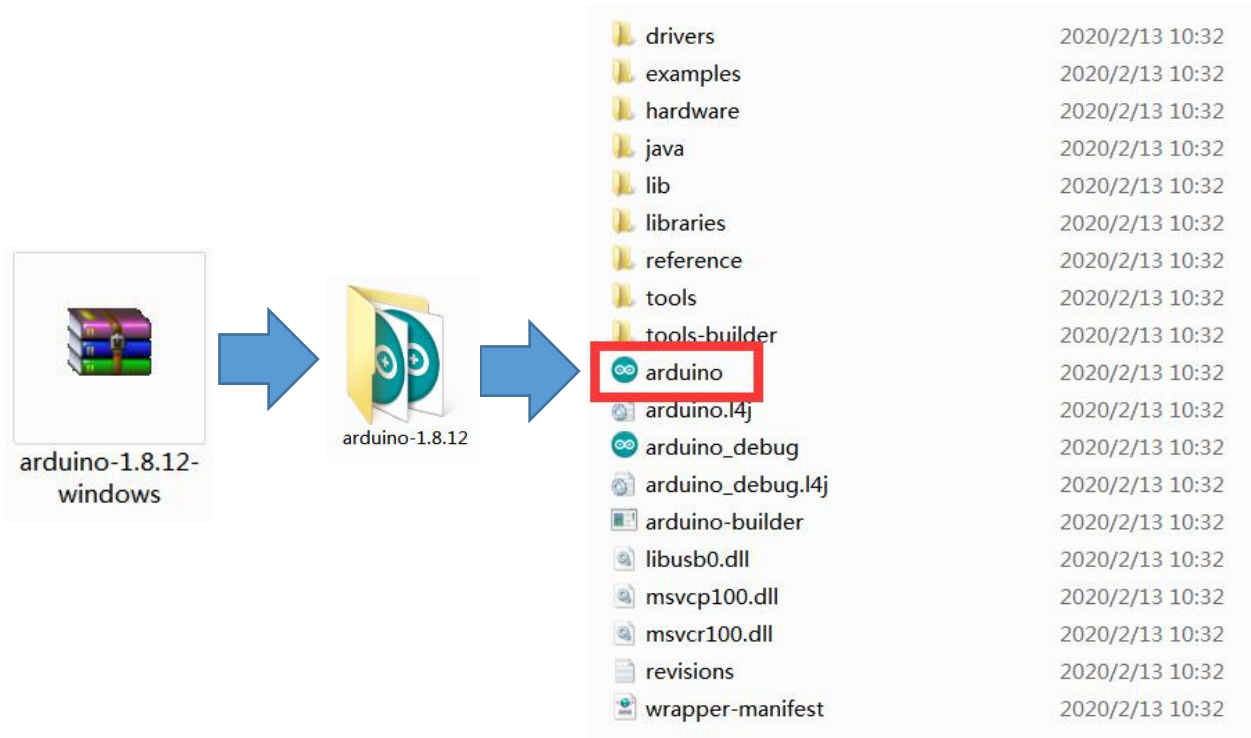 arduino-1.8.12-
windows
arduino-1.8.12
drivers 2020/2/13 10:32
examples 2020/2/13 10:32
hardware 2020/2/13 10:32
java 2020/2/13 10:32
lib 2020/2/13 10:32
libraries 2020/2/13 10:32
reference 2020/2/13 10:32
tools 2020/2/13 10:32
tools-builder 2020/2/13 10:32
arduino 2020/2/13 10:32
arduino.l4j 2020/2/13 10:32
arduino_debug 2020/2/13 10:32
arduino_debug.l4j 2020/2/13 10:32
arduino-builder 2020/2/13 10:32
libusb0.dll 2020/2/13 10:32
msvcp100.dll 2020/2/13 10:32
msvcr100.dll 2020/2/13 10:32
revisions 2020/2/13 10:32
wrapper-manifest 2020/2/13 10:32